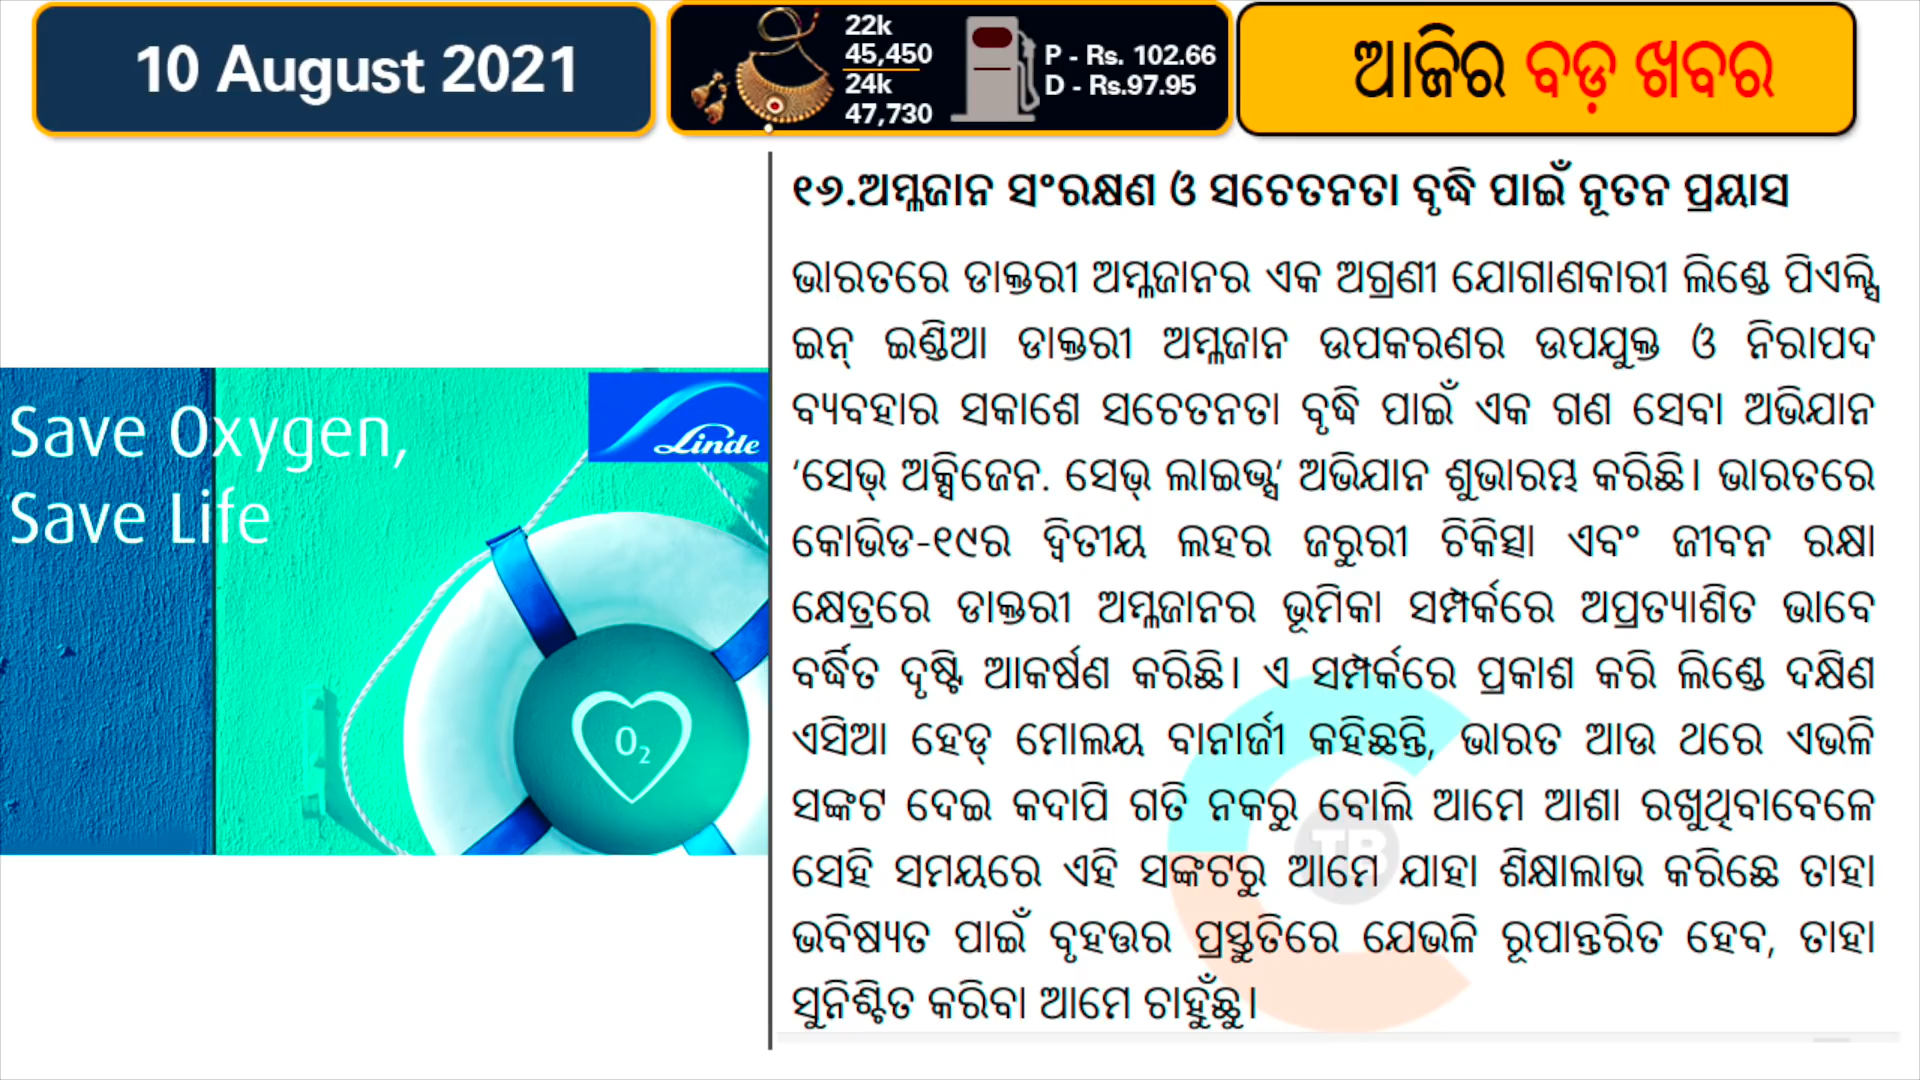 10 August 2021
22k
45,450
24k
47,730
P - Rs. 102.66
D - Rs.97.95
ଆଜିର ବଡ଼ ଖବର
Save Oxygen,
Save Life
Linde
O2
୧୬.ଅମ୍ଳଜାନ ସଂରକ୍ଷଣ ଓ ସଚେତନତା ବୃଦ୍ଧି ପାଇଁ ନୂତନ ପ୍ରୟାସ
ଭାରତରେ ଡାକ୍ତରୀ ଅମ୍ଳଜାନର ଏକ ଅଗ୍ରଣୀ ଯୋଗାଣକାରୀ ଲିଣ୍ଡେ ପିଏଲ୍ସି
ଇନ୍ ଇଣ୍ଡିଆ ଡାକ୍ତରୀ ଅମ୍ଳଜାନ ଉପକରଣର ଉପଯୁକ୍ତ ଓ ନିରାପଦ
ବ୍ୟବହାର ସକାଶେ ସଚେତନତା ବୃଦ୍ଧି ପାଇଁ ଏକ ଗଣ ସେବା ଅଭିଯାନ
‘ସେଭ୍ ଅକ୍ସିଜେନ. ସେଭ୍ ଲାଇଭ୍ସ’ ଅଭିଯାନ ଶୁଭାରମ୍ଭ କରିଛି। ଭାରତରେ
କୋଭିଡ-୧୯ର ଦ୍ୱିତୀୟ ଲହର ଜରୁରୀ ଚିକିତ୍ସା ଏବଂ ଜୀବନ ରକ୍ଷା
କ୍ଷେତ୍ରରେ ଡାକ୍ତରୀ ଅମ୍ଳଜାନର ଭୂମିକା ସମ୍ପର୍କରେ ଅପ୍ରତ୍ୟାଶିତ ଭାବେ
ବର୍ଦ୍ଧିତ ଦୃଷ୍ଟି ଆକର୍ଷଣ କରିଛି। ଏ ସମ୍ପର୍କରେ ପ୍ରକାଶ କରି ଲିଣ୍ଡେ ଦକ୍ଷିଣ
ଏସିଆ ହେଡ୍ ମୋଲୟ ବାନାର୍ଜୀ କହିଛନ୍ତି, ଭାରତ ଆଉ ଥରେ ଏଭଳି
ସଙ୍କଟ ଦେଇ କଦାପି ଗତି ନକରୁ ବୋଲି ଆମେ ଆଶା ରଖୁଥିବାବେଳେ
ସେହି ସମୟରେ ଏହି ସଙ୍କଟରୁ ଆମେ ଯାହା ଶିକ୍ଷାଲାଭ କରିଛେ ତାହା
ଭବିଷ୍ୟତ ପାଇଁ ବୃହତ୍ତର ପ୍ରସ୍ତୁତିରେ ଯେଭଳି ରୂପାନ୍ତରିତ ହେବ, ତାହା
ସୁନିଶ୍ଚିତ କରିବା ଆମେ ଚାହୁଁଛୁ।
TB